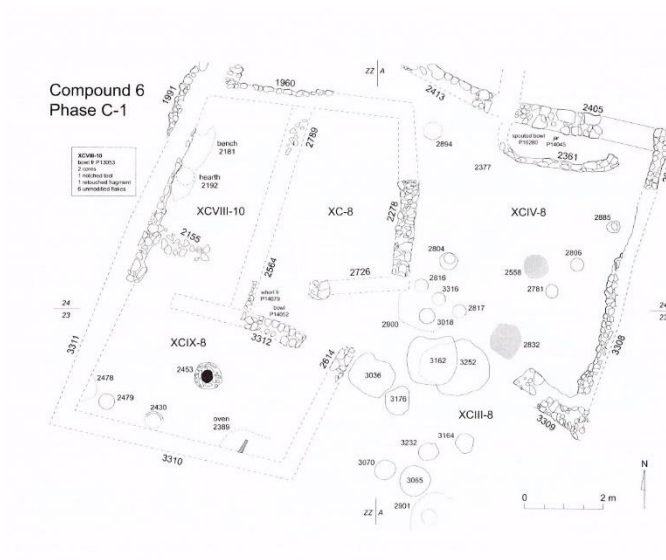 Compound 6
Phase C-1
XCVIII-10
bowl fr P13053
2 cores
1 notched tool
1 retouched fragment
6 unmodified flakes
1991
1960
ZZ A
2413
2405
spouted bowl
P15280
jar
P14045
2361
2789
2894
2377
bench
2181
hearth
2192
XCVIII-10
XC-8
2278
XCIV-8
2885
2155
2804
2558
2806
2564
2726
2816
3316
2781
whorl fr
P14079
bowl
P14052
2817
24
23
2900
3018
24
23
3312
3311
XCIX-8
2614
2832
3308
2453
3036
3162
3252
2478
2479
3176
2430
XCIII-8
3309
oven
2389
3232
3164
3310
3070
3065
N
2901
0
2 m
ZZ A